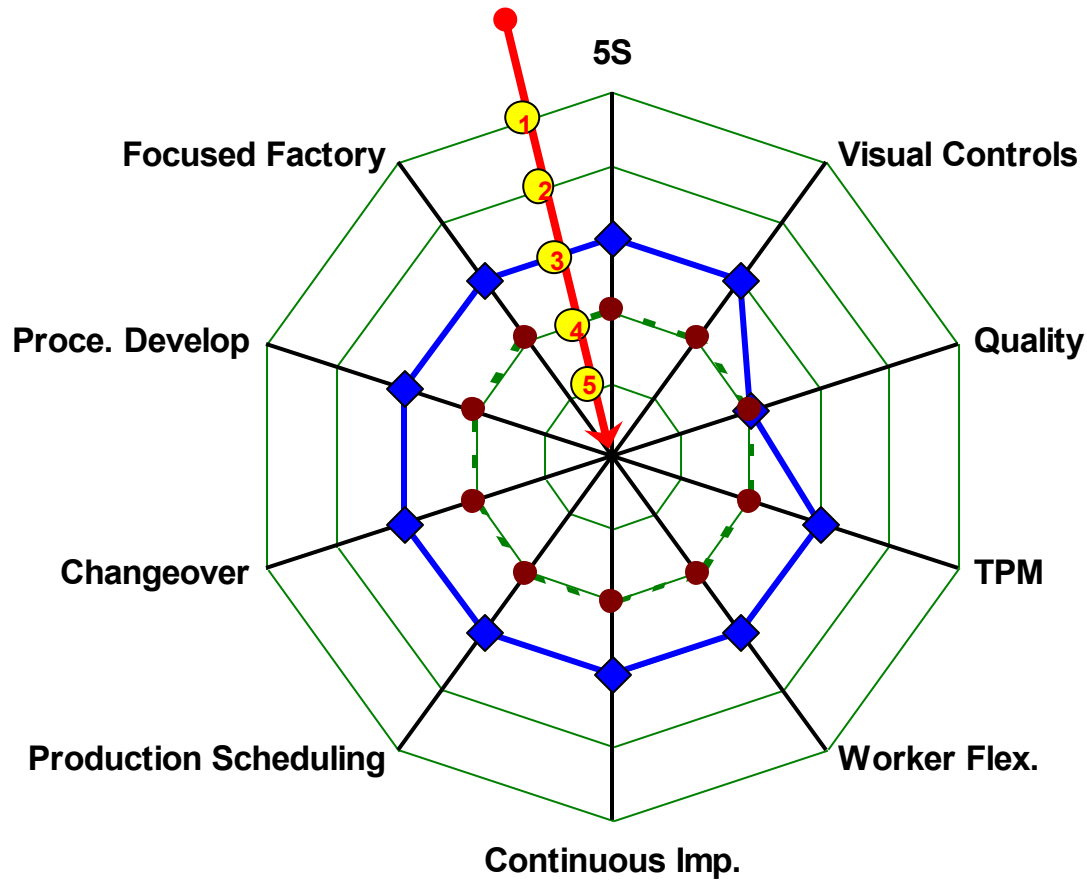 5S
1
Focused Factory
Visual Controls
2
3
4
Proce. Develop
Quality
5
Changeover
TPM
Production Scheduling
Worker Flex.
Continuous Imp.